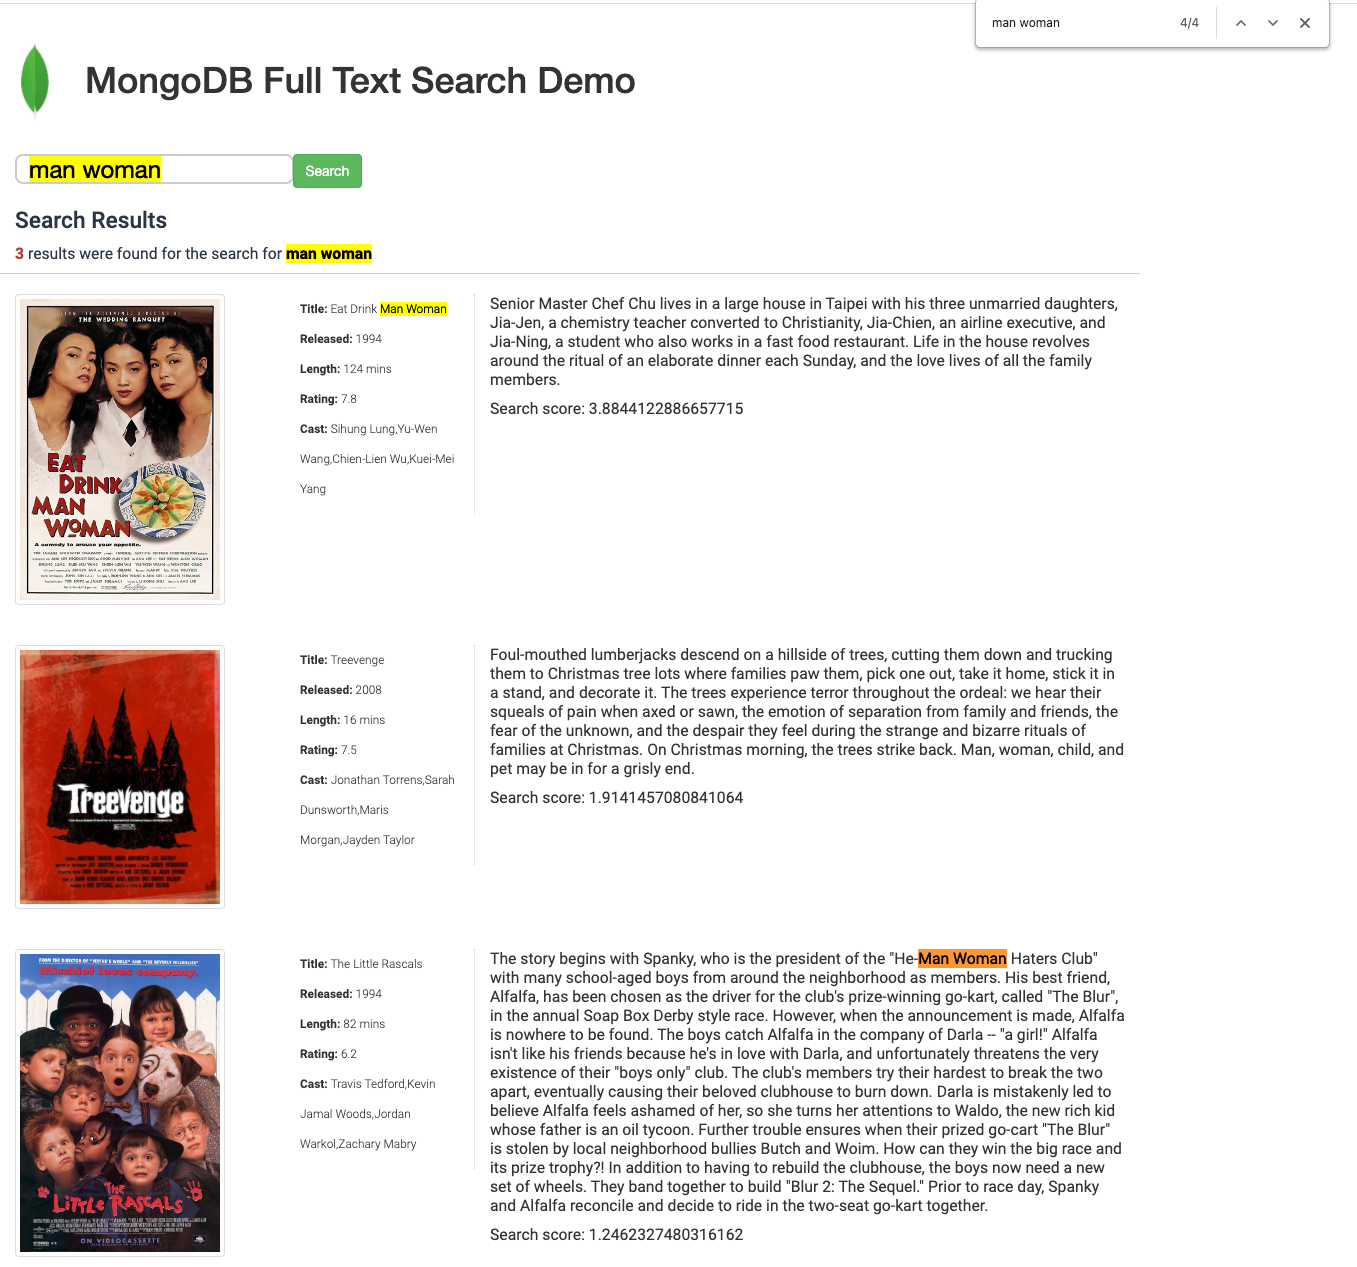 man woman 4/4
MongoDB Full Text Search Demo
man woman Search
Search Results
3 results were found for the search for man woman
THE WEDDING BANQUET
EAT
DRINK
MAN
WOMAN
A comedy to arouse your appetite.
Title: Eat Drink Man Woman
Released: 1994
Length: 124 mins
Rating: 7.8
Cast: Sihung Lung,Yu-Wen
Wang,Chien-Lien Wu,Kuei-Mei
Yang
Senior Master Chef Chu lives in a large house in Taipei with his three unmarried daughters,
Jia-Jen, a chemistry teacher converted to Christianity, Jia-Chien, an airline executive, and
Jia-Ning, a student who also works in a fast food restaurant. Life in the house revolves
around the ritual of an elaborate dinner each Sunday, and the love lives of all the family
members.
Search score: 3.8844122886657715
Treevenge
Title: Treevenge
Released: 2008
Length: 16 mins
Rating: 7.5
Cast: Jonathan Torrens,Sarah
Dunsworth,Maris
Morgan,Jayden Taylor
Foul-mouthed lumberjacks descend on a hillside of trees, cutting them down and trucking
them to Christmas tree lots where families paw them, pick one out, take it home, stick it in
a stand, and decorate it. The trees experience terror throughout the ordeal: we hear their
squeals of pain when axed or sawn, the emotion of separation from family and friends, the
fear of the unknown, and the despair they feel during the strange and bizarre rituals of
families at Christmas. On Christmas morning, the trees strike back. Man, woman, child, and
pet may be in for a grisly end.
Search score: 1.9141457080841064
FROM THE DIRECTOR OF "WAYNE'S WORLD" AND "THE BEVERLY HILLBILLIES"
Mischief loves company.
THE
LITTLE RASCALS
ON VIDEOCASSETTE
Title: The Little Rascals
Released: 1994
Length: 82 mins
Rating: 6.2
Cast: Travis Tedford,Kevin
Jamal Woods,Jordan
Warkol,Zachary Mabry
The story begins with Spanky, who is the president of the "He-Man Woman Haters Club"
with many school-aged boys from around the neighborhood as members. His best friend,
Alfalfa, has been chosen as the driver for the club's prize-winning go-kart, called "The Blur",
in the annual Soap Box Derby style race. However, when the announcement is made, Alfalfa
is nowhere to be found. The boys catch Alfalfa in the company of Darla -- "a girl!" Alfalfa
isn't like his friends because he's in love with Darla, and unfortunately threatens the very
existence of their "boys only" club. The club's members try their hardest to break the two
apart, eventually causing their beloved clubhouse to burn down. Darla is mistakenly led to
believe Alfalfa feels ashamed of her, so she turns her attentions to Waldo, the new rich kid
whose father is an oil tycoon. Further trouble ensures when their prized go-cart "The Blur"
is stolen by local neighborhood bullies Butch and Woim. How can they win the big race and
its prize trophy?! In addition to having to rebuild the clubhouse, the boys now need a new
set of wheels. They band together to build "Blur 2: The Sequel." Prior to race day, Spanky
and Alfalfa reconcile and decide to ride in the two-seat go-kart together.
Search score: 1.2462327480316162